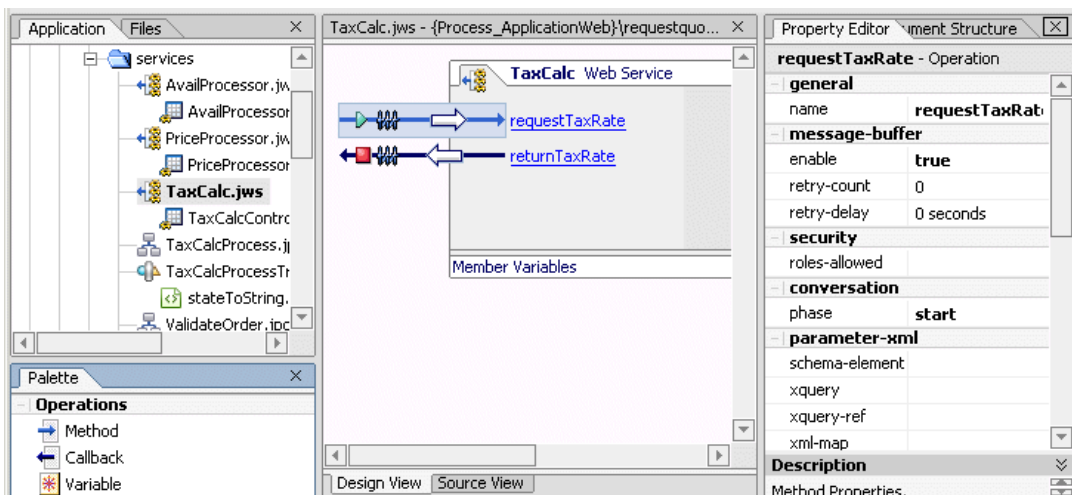 Application
Files
services
AvailProcessor.jw
AvailProcessor
PriceProcessor.jw
PriceProcessor
TaxCalc.jws
TaxCalcContro
TaxCalcProcess.j
TaxCalcProcessTr
stateToString.
ValidateOrder.jpd
Palette
Operations
Method
Callback
Variable
TaxCalc.jws - {Process_ApplicationWeb}\requestquo...
TaxCalc Web Service
requestTaxRate
returnTaxRate
Member Variables
Design View
Source View
Property Editor
ument Structure
requestTaxRate - Operation
general
name requestTaxRat
message-buffer
enable true
retry-count 0
retry-delay 0 seconds
security
roles-allowed
conversation
phase start
parameter-xml
schema-element
xquery
xquery-ref
xml-map
Description
Method Properties.